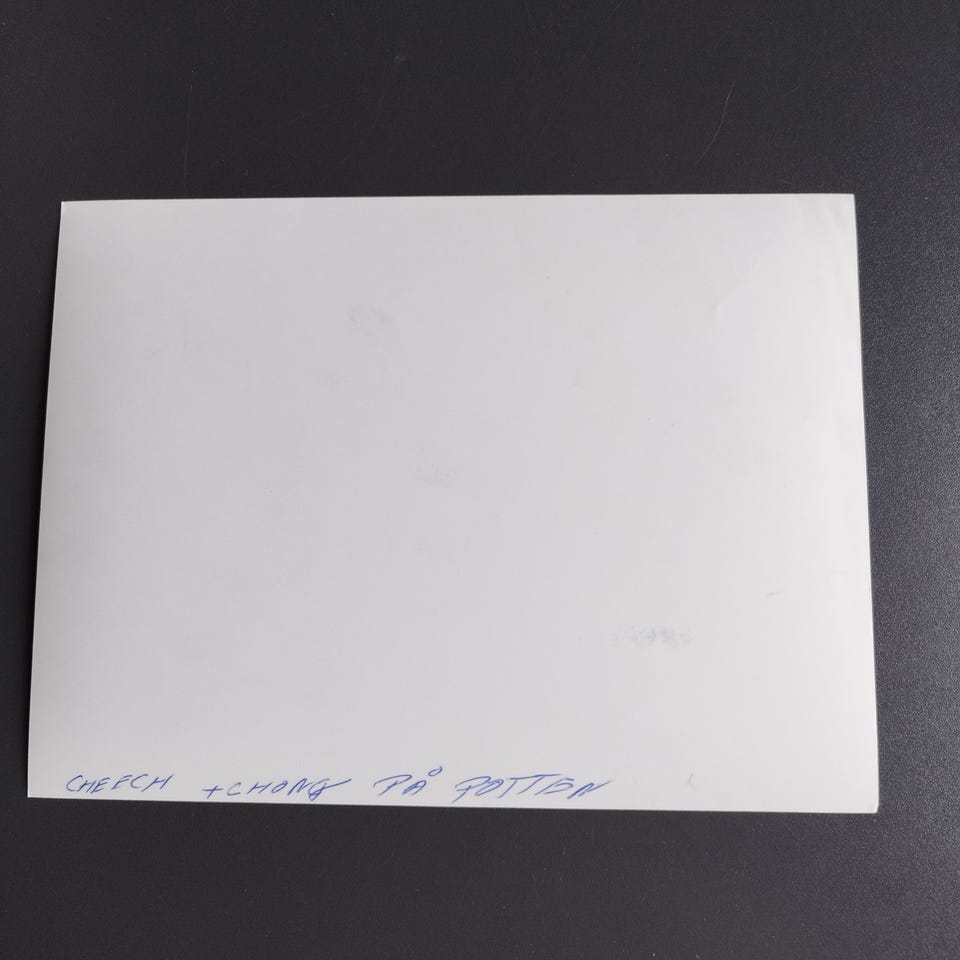 CHEECH +CHONG PÅ POTTEN